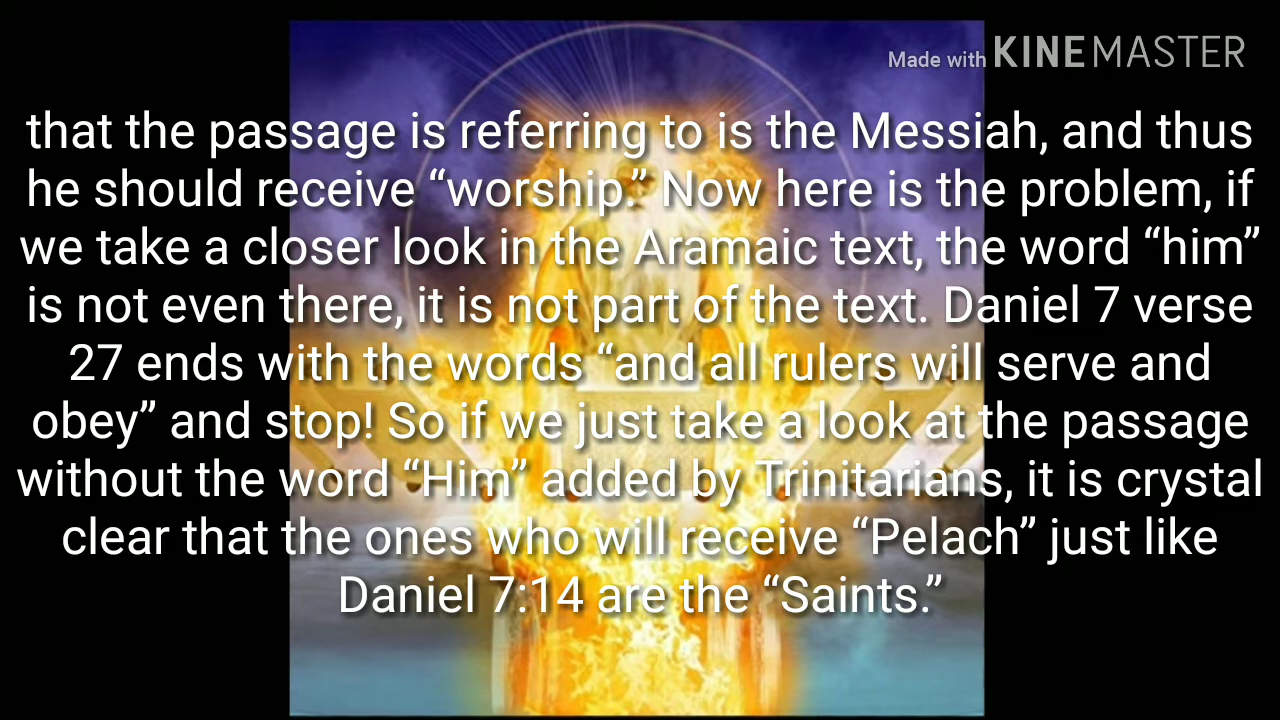 Made with KINEMASTER
that the passage is referring to is the Messiah, and thus
he should receive “worship.” Now here is the problem, if
we take a closer look in the Aramaic text, the word “him”
is not even there, it is not part of the text. Daniel 7 verse
27 ends with the words “and all rulers will serve and
obey” and stop! So if we just take a look at the passage
without the word “Him” added by Trinitarians, it is crystal
clear that the ones who will receive “Pelach” just like
Daniel 7:14 are the “Saints.”